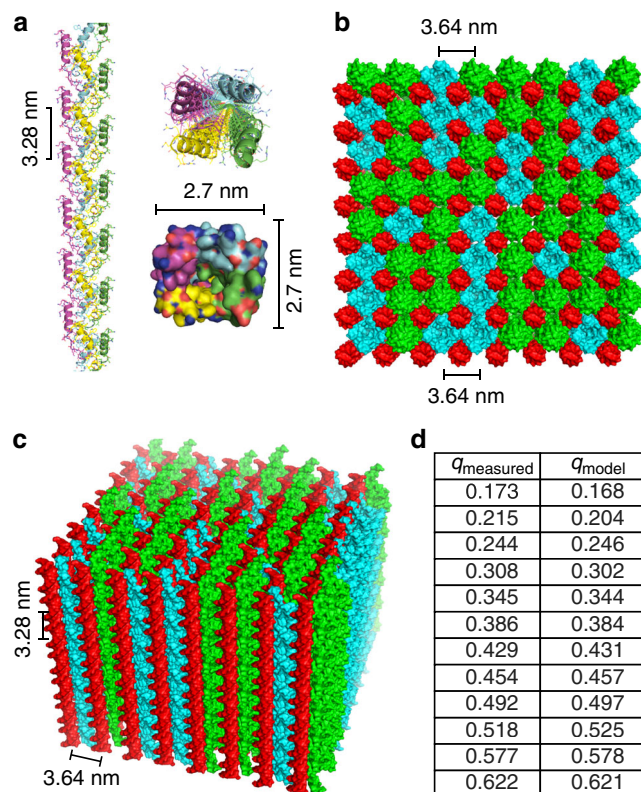 a
3.28 nm
2.7 nm
2.7 nm
b
3.64 nm
3.64 nm
c
3.28 nm
3.64 nm
d
qmeasured qmodel
0.173 0.168
0.215 0.204
0.244 0.246
0.308 0.302
0.345 0.344
0.386 0.384
0.429 0.431
0.454 0.457
0.492 0.497
0.518 0.525
0.577 0.578
0.622 0.621